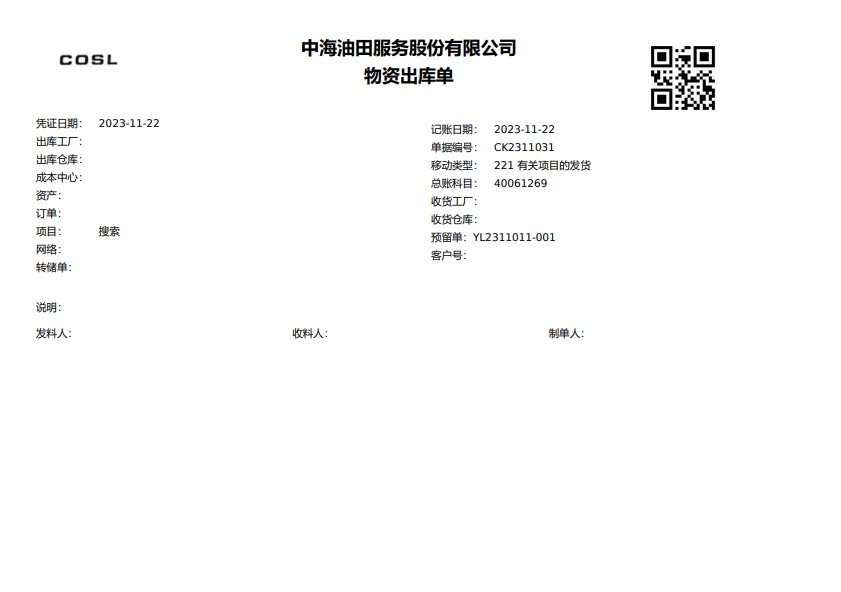 COSL
中海油田服务股份有限公司
物资出库单
凭证日期： 2023-11-22
出库工厂：
出库仓库：
成本中心：
资产：
订单：
项目： 搜索
网络：
转储单：
记账日期： 2023-11-22
单据编号： CK2311031
移动类型： 221 有关项目的发货
总账科目： 40061269
收货工厂：
收货仓库：
预留单：YL2311011-001
客户号：
说明：
发料人： 收料人： 制单人：